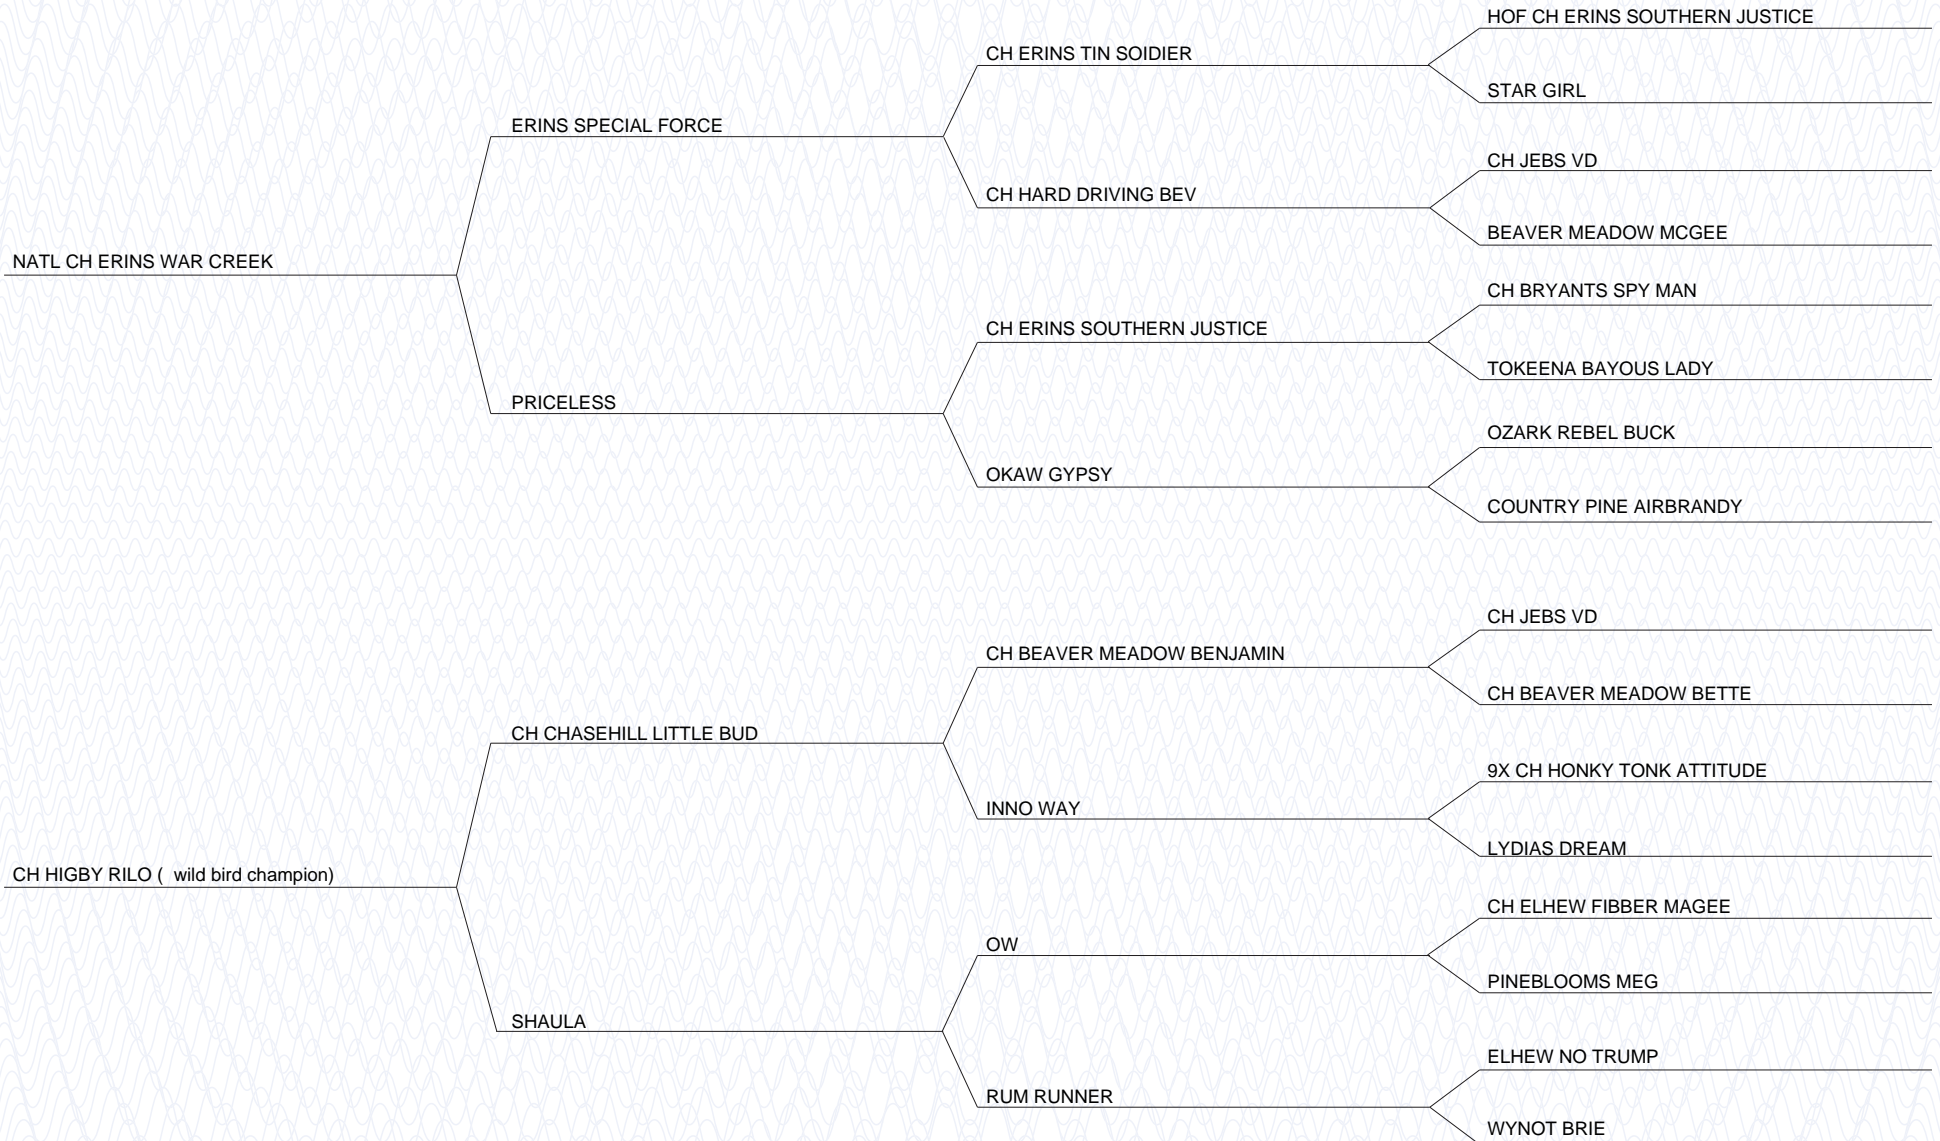 HOF CH ERINS SOUTHERN JUSTICE
CH ERINS TIN SOIDIER
STAR GIRL
ERINS SPECIAL FORCE
CH JEBS VD
CH HARD DRIVING BEV
BEAVER MEADOW MCGEE
NATL CH ERINS WAR CREEK
CH BRYANTS SPY MAN
CH ERINS SOUTHERN JUSTICE
TOKEENA BAYOUS LADY
PRICELESS
OZARK REBEL BUCK
OKAW GYPSY
COUNTRY PINE AIRBRANDY
CH JEBS VD
CH BEAVER MEADOW BENJAMIN
CH BEAVER MEADOW BETTE
CH CHASEHILL LITTLE BUD
9X CH HONKY TONK ATTITUDE
INNO WAY
LYDIAS DREAM
CH HIGBY RILO ( wild bird champion)
CH ELHEW FIBBER MAGEE
OW
PINEBLOOMS MEG
SHAULA
ELHEW NO TRUMP
RUM RUNNER
WYNOT BRIE